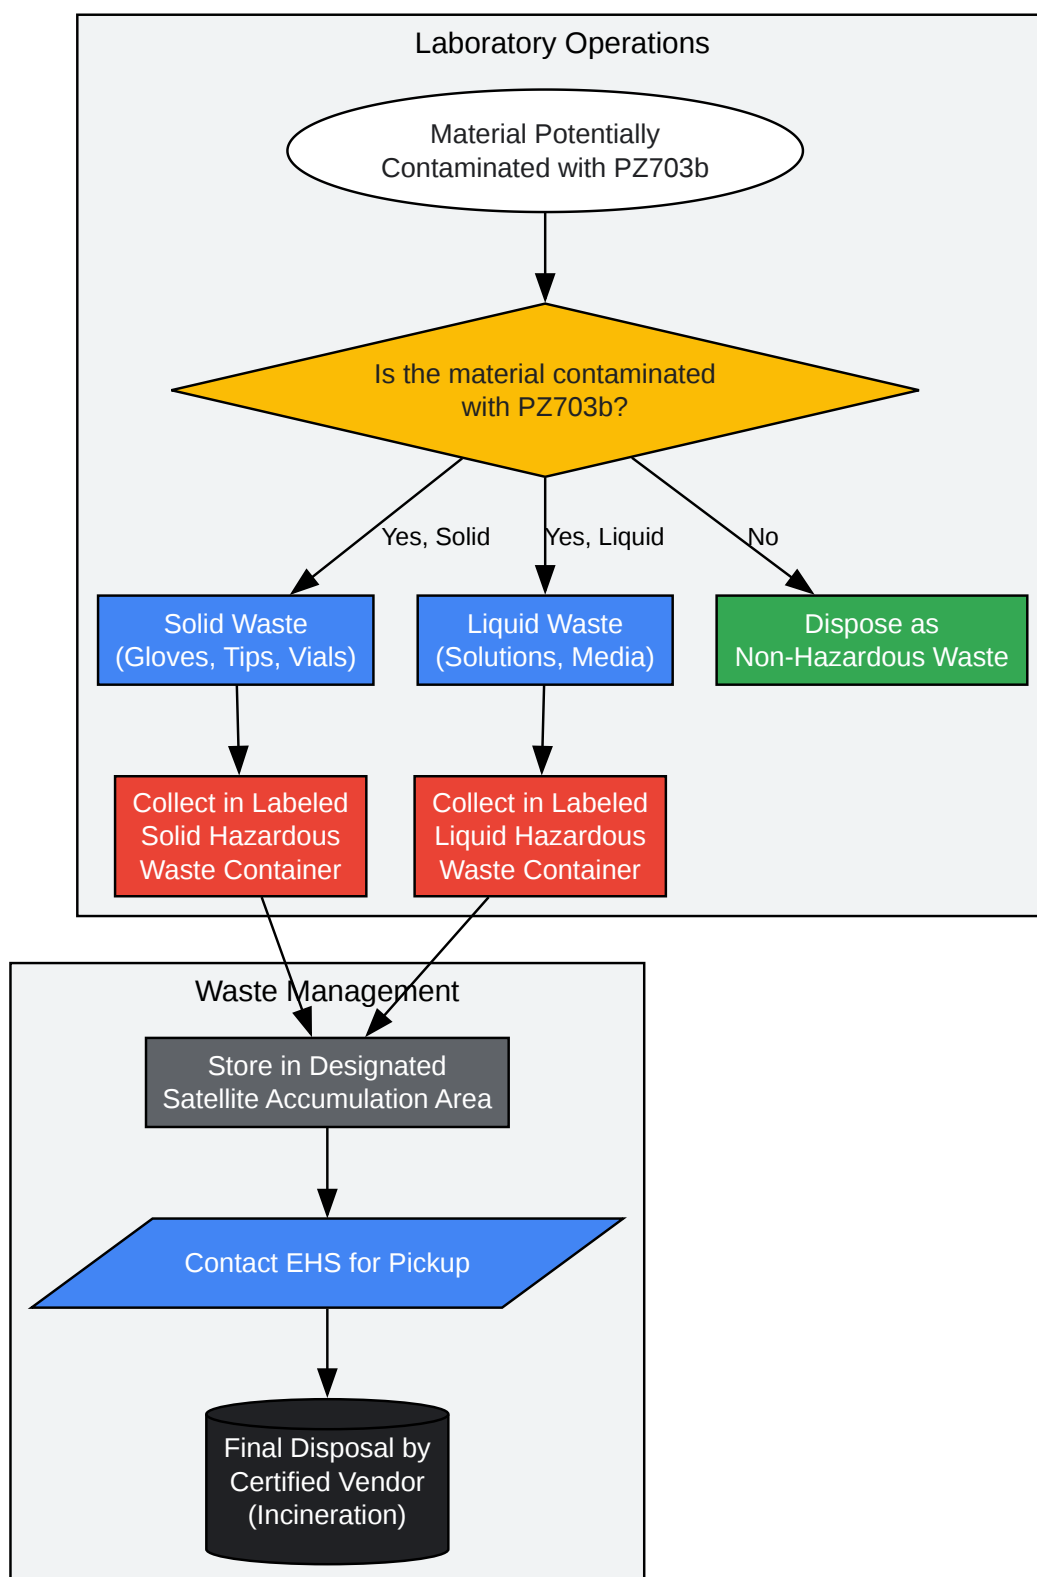 Laboratory Operations
Material Potentially
Contaminated with PZ703b
Is the material contaminated
with PZ703b?
Yes, Solid
Yes, Liquid
No
Solid Waste
(Gloves, Tips, Vials)
Liquid Waste
(Solutions, Media)
Dispose as
Non-Hazardous Waste
Collect in Labeled
Solid Hazardous
Waste Container
Collect in Labeled
Liquid Hazardous
Waste Container
Waste Management
Store in Designated
Satellite Accumulation Area
Contact EHS for Pickup
Final Disposal by
Certified Vendor
(Incineration)